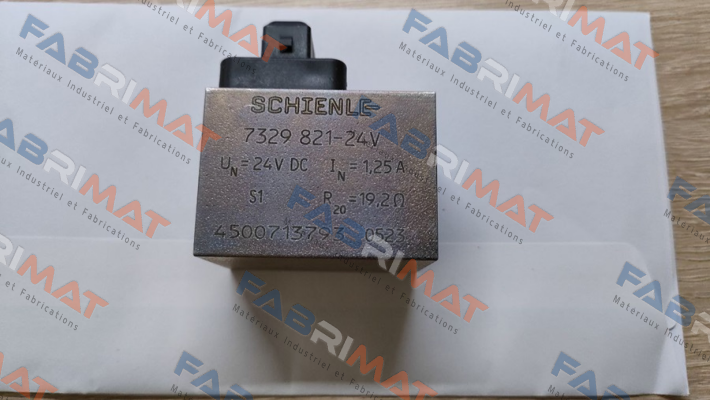 SCHIENLE
7329 821-24V
UN = 24V DC IN = 1,25 A
S1 R20 = 19.2Ω
4500713793 0523
FABRIMAT
Matériaux Industriel et Fabrications